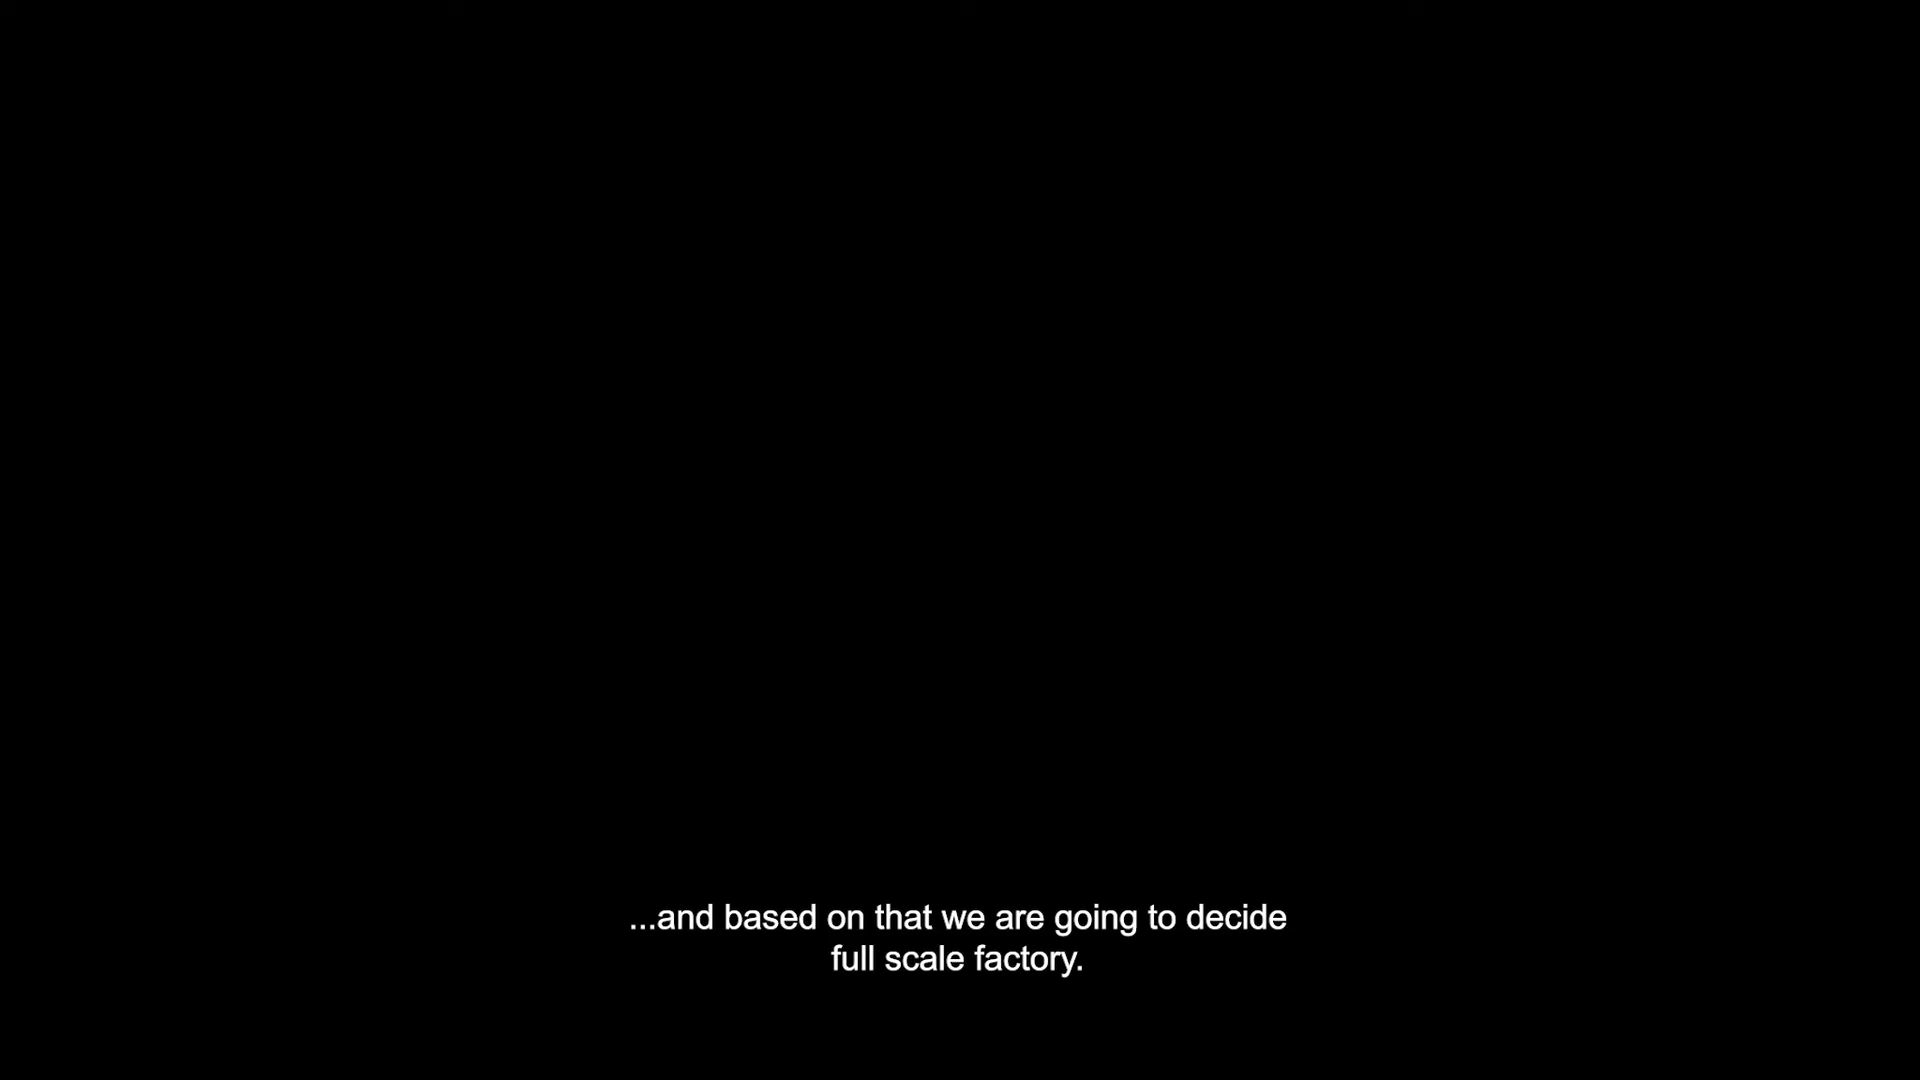 ...and based on that we are going to decide
full scale factory.